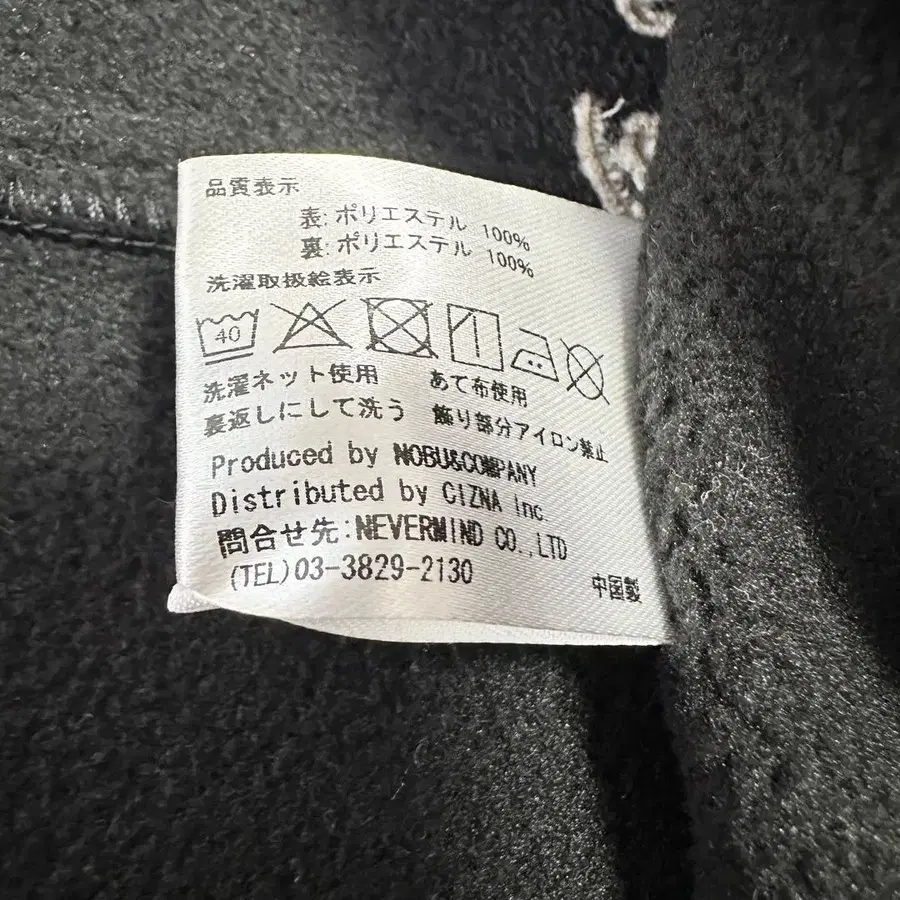 品質表示
表:ポリエステル 100%
裏:ポリエステル 100%
洗濯取扱絵表示
40
洗濯ネット使用 あて布使用
裏返しにして洗う 飾り部分アイロン禁止
Produced by NOBU&COMPANY
Distributed by CIZNA Inc.
問合せ先:NEVERMIND CO.,LTD
(TEL)03-3829-2130
中国製